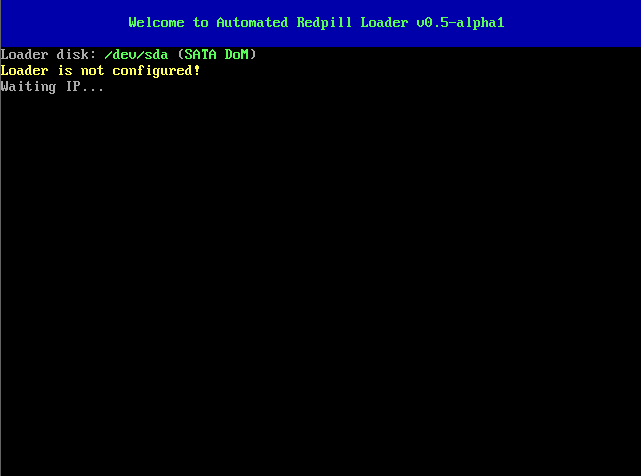 Welcome to Automated Redpill Loader v0.5-alpha1
Loader disk: /dev/sda (SATA DoM)
Loader is not configured!
Waiting IP...